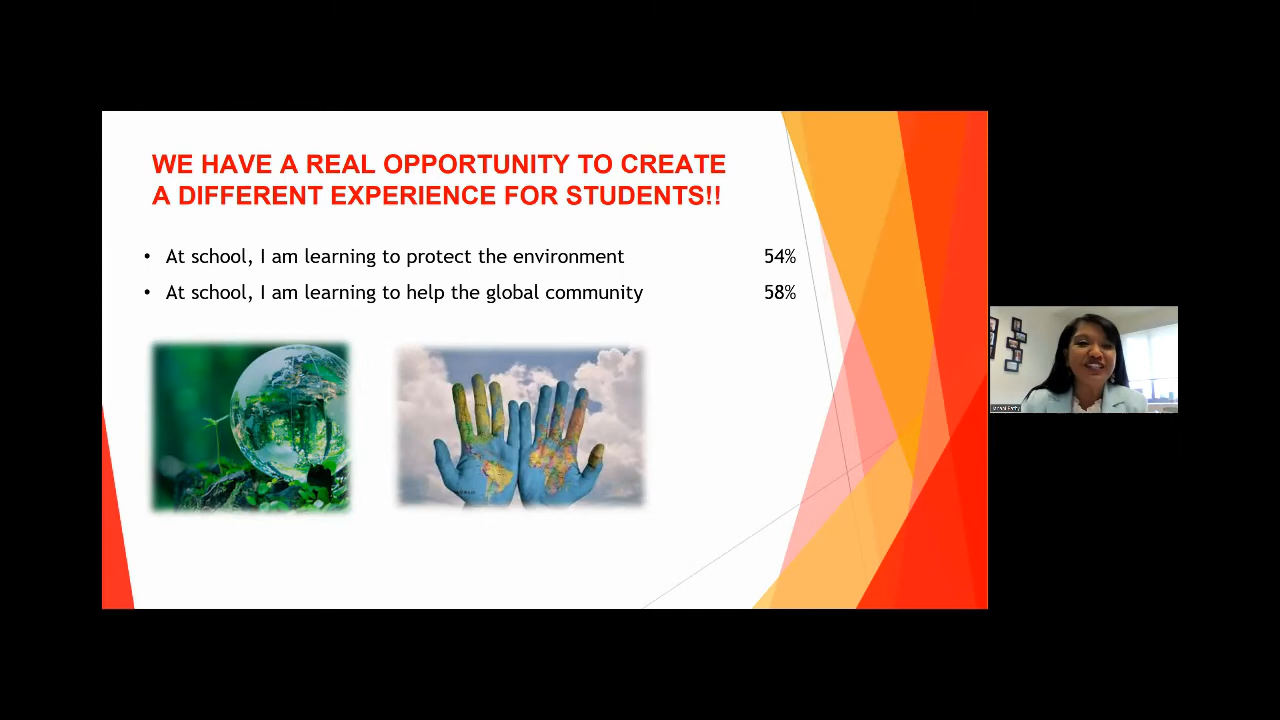 WE HAVE A REAL OPPORTUNITY TO CREATE
A DIFFERENT EXPERIENCE FOR STUDENTS!!
• At school, I am learning to protect the environment 54%
• At school, I am learning to help the global community 58%